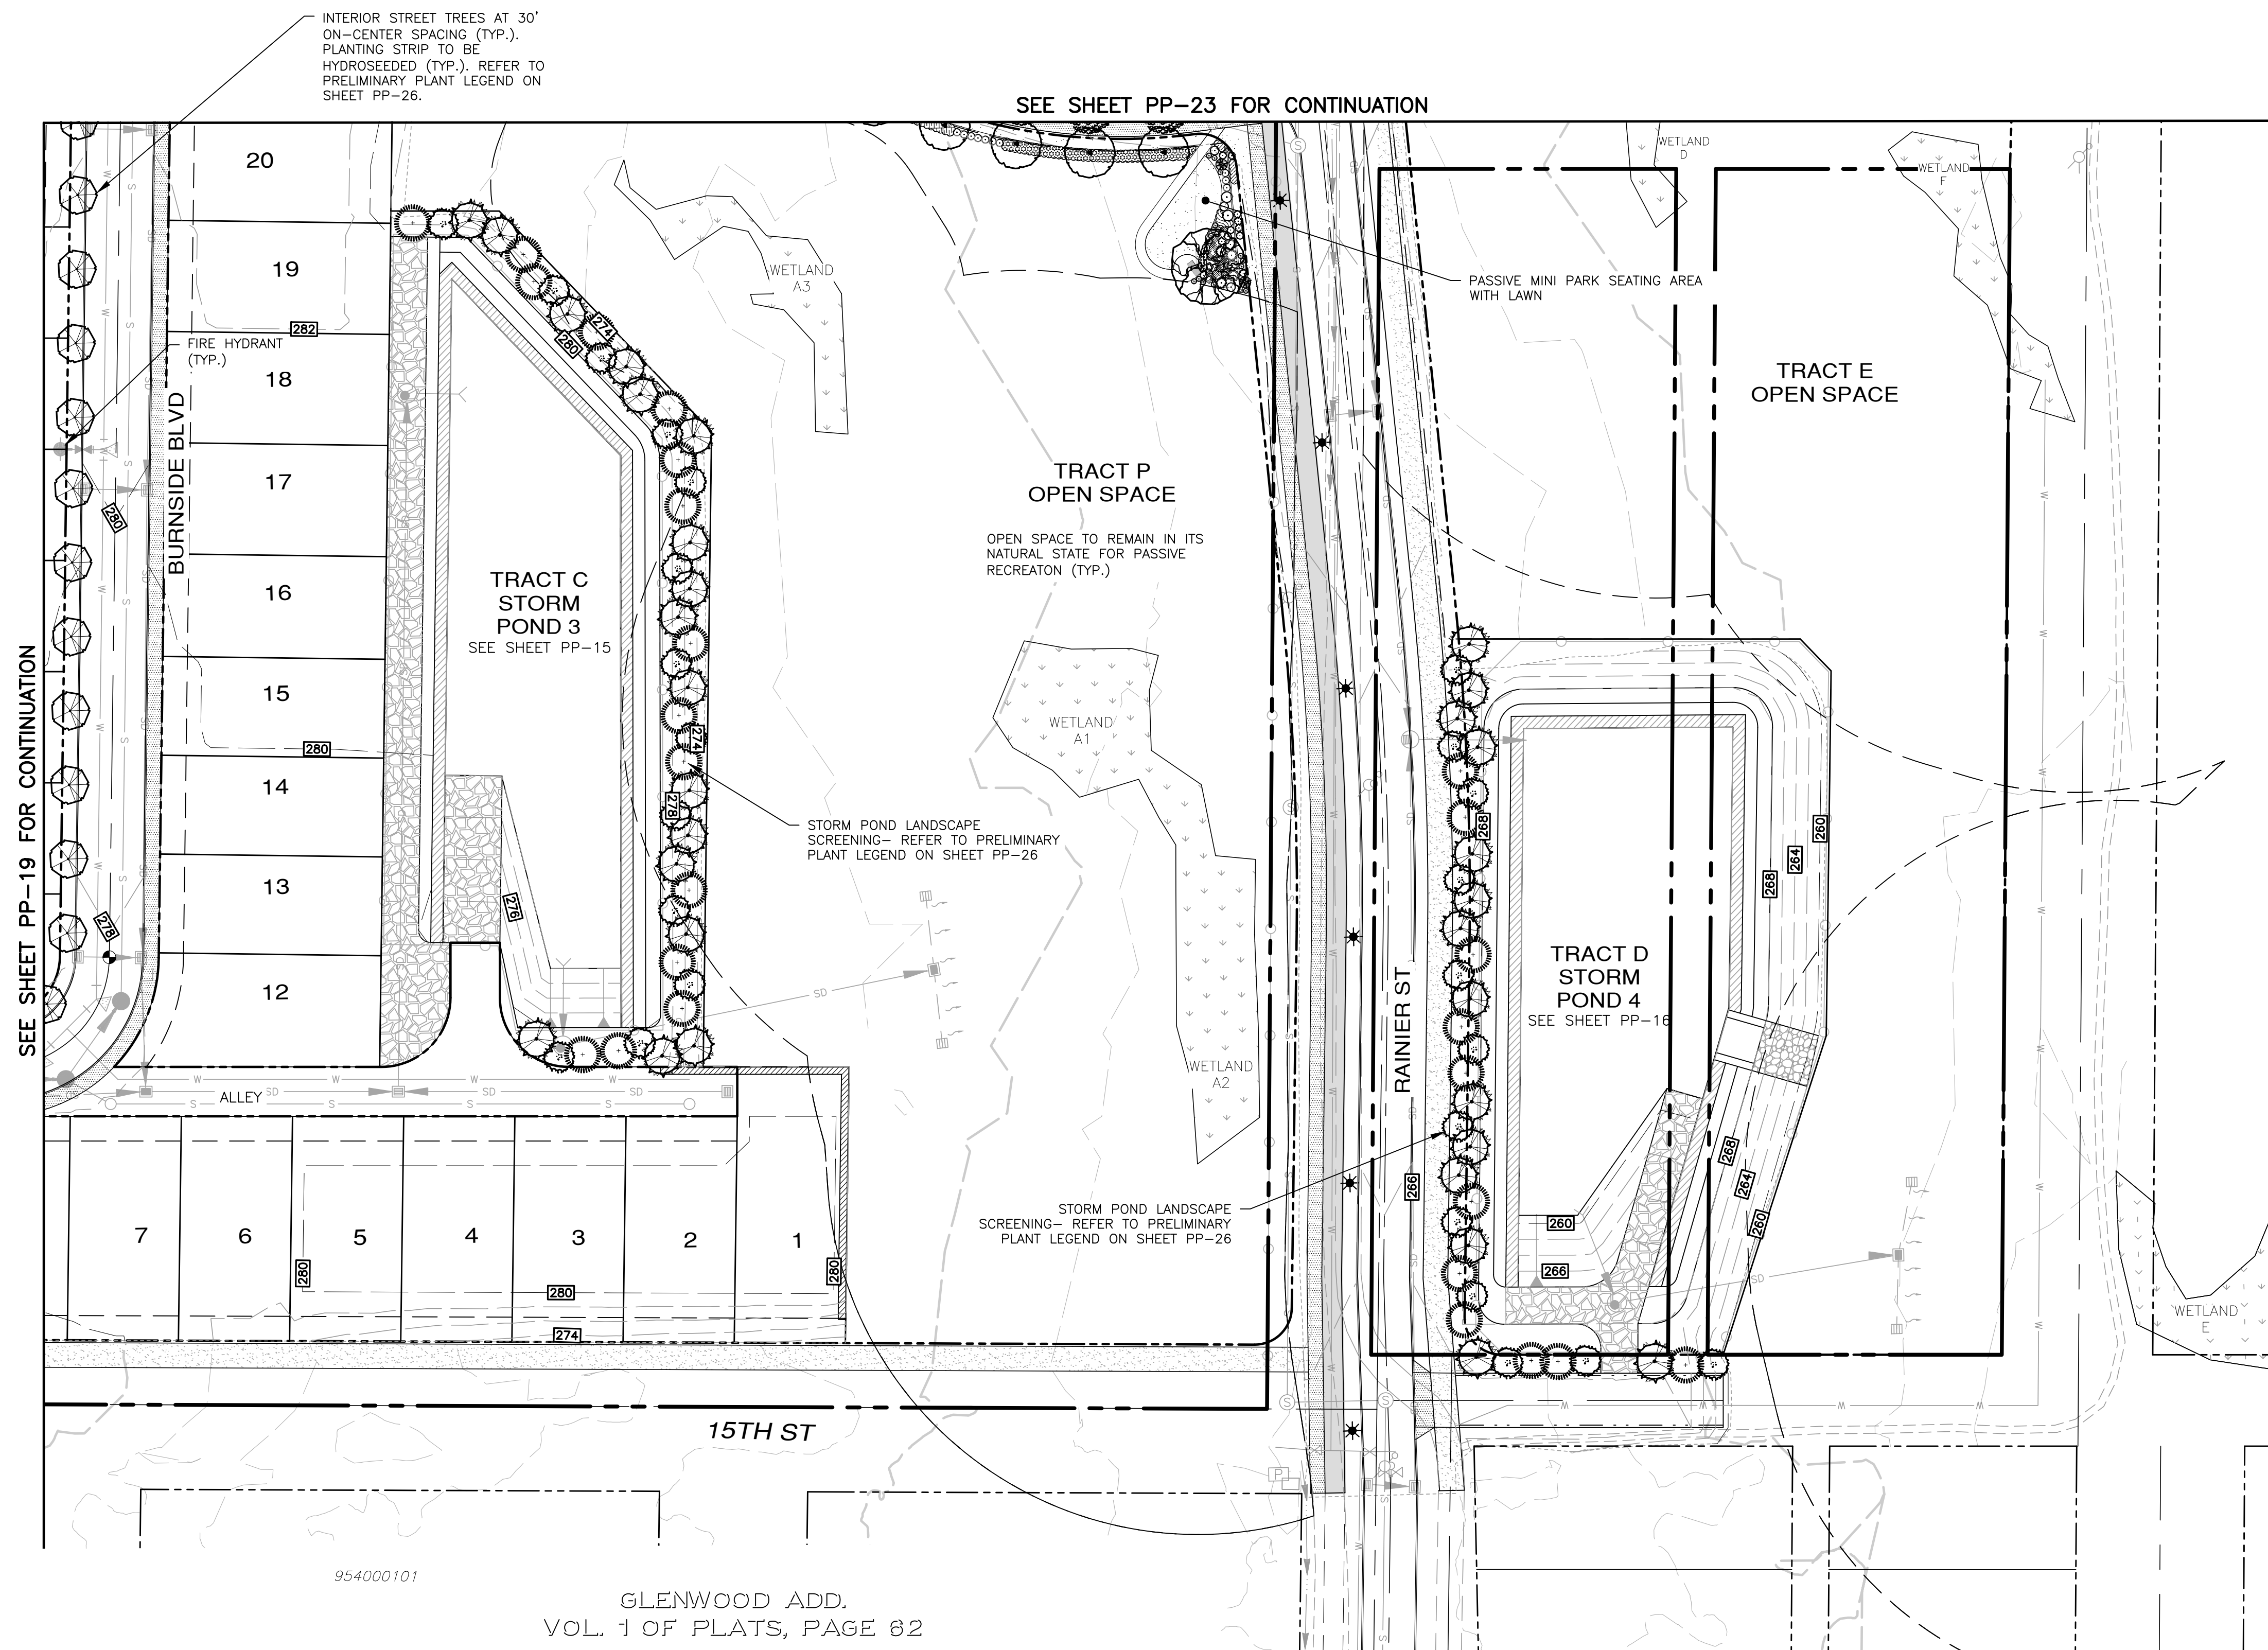 INTERIOR STREET TREES AT 30'
ON-CENTER SPACING (TYP.).
PLANTING STRIP TO BE
HYDROSEEDED (TYP.). REFER TO
PRELIMINARY PLANT LEGEND ON
SHEET PP-26.
SEE SHEET PP-23 FOR CONTINUATION
SEE SHEET PP-19 FOR CONTINUATION
BURNSIDE BLVD
20
19
282
FIRE HYDRANT
(TYP.)
18
17
16
15
280
14
13
12
280
278
274
280
TRACT C
STORM
POND 3
SEE SHEET PP-15
274
278
276
STORM POND LANDSCAPE
SCREENING- REFER TO PRELIMINARY
PLANT LEGEND ON SHEET PP-26
WETLAND
A3
TRACT P
OPEN SPACE
OPEN SPACE TO REMAIN IN ITS
NATURAL STATE FOR PASSIVE
RECREATON (TYP.)
WETLAND
A1
WETLAND
A2
PASSIVE MINI PARK SEATING AREA
WITH LAWN
WETLAND
D
WETLAND
F
TRACT E
OPEN SPACE
RAINIER ST
266
268
TRACT D
STORM
POND 4
SEE SHEET PP-16
268
264
260
268
264
260
260
266
STORM POND LANDSCAPE
SCREENING- REFER TO PRELIMINARY
PLANT LEGEND ON SHEET PP-26
WETLAND
E
ALLEY
W W W W W
SD SD SD
S S S S S
SD
SD
7
6
5
4
3
2
1
280
280
280
274
15TH ST
954000101
GLENWOOD ADD.
VOL. 1 OF PLATS, PAGE 62